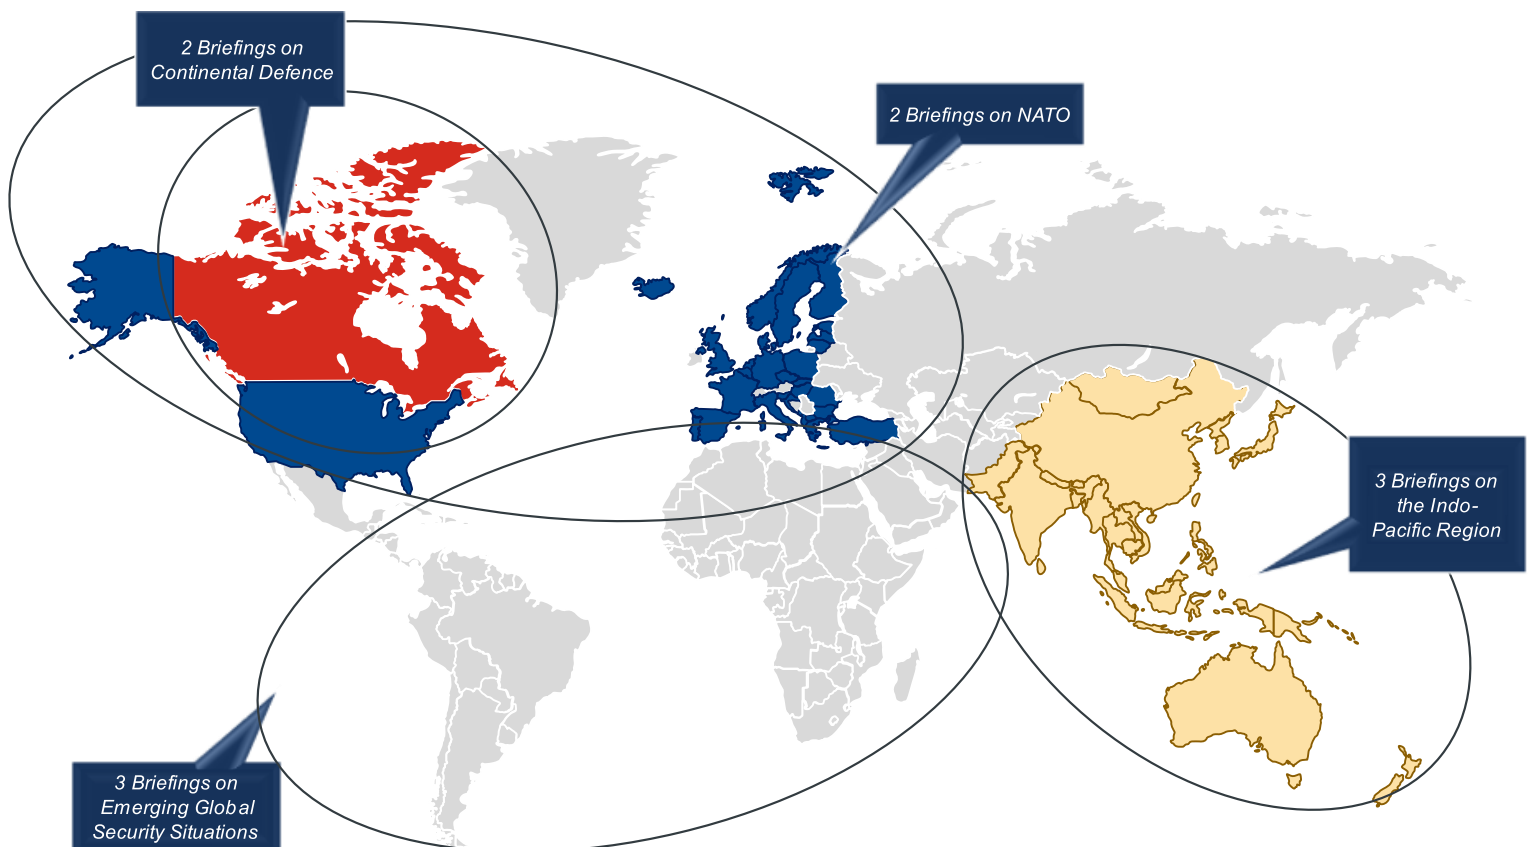 2 Briefings on
Continental Defence
2 Briefings on NATO
3 Briefings on
the Indo-
Pacific Region
3 Briefings on
Emerging Global
Security Situations